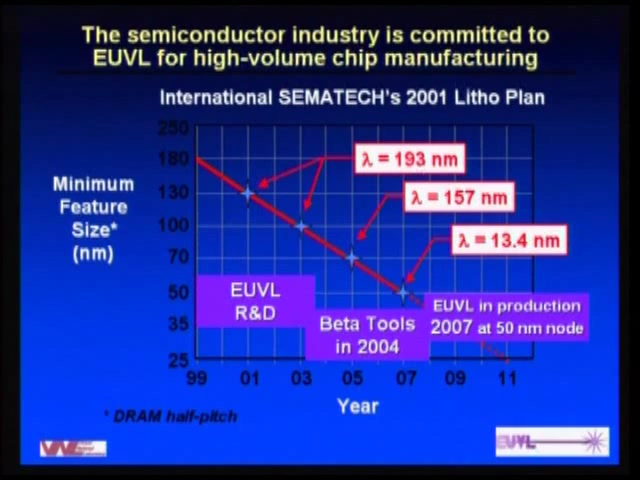 The semiconductor industry is committed to
EUVL for high-volume chip manufacturing
International SEMATECH's 2001 Litho Plan
250
180
130
100
70
50
35
25
Minimum
Feature
Size*
(nm)
λ = 193 nm
λ = 157 nm
λ = 13.4 nm
EUVL
R&D
Beta Tools
in 2004
EUVL in production
2007 at 50 nm node
99 01 03 05 07 09 11
Year
* DRAM half-pitch
VNL
EUVL